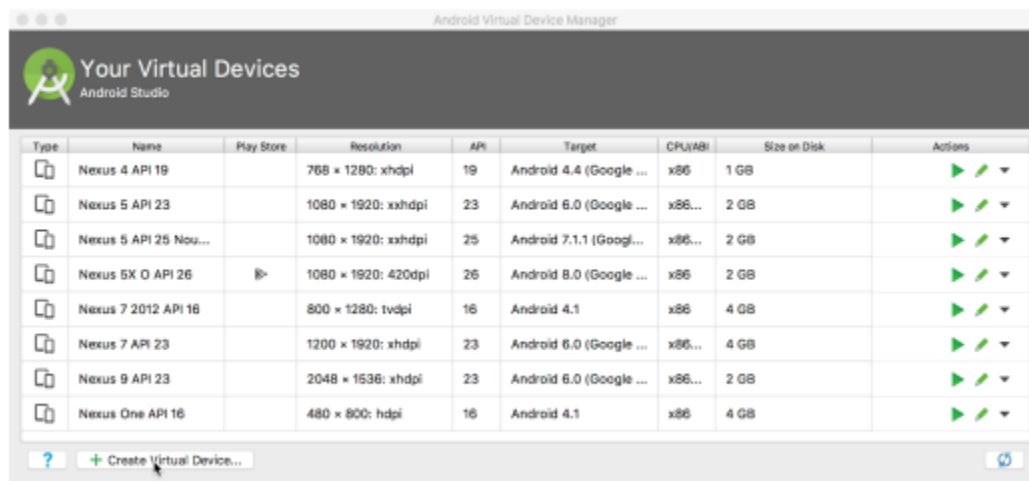 Android Virtual Device Manager
Your Virtual Devices
Android Studio
Type Name Play Store Resolution API Target CPU/ABI Size on Disk Actions
Nexus 4 API 19 768 × 1280: xhdpi 19 Android 4.4 (Google ... x86 1 GB
Nexus 5 API 23 1080 × 1920: xxhdpi 23 Android 6.0 (Google ... x86... 2 GB
Nexus 5 API 25 Nou... 1080 × 1920: xxhdpi 25 Android 7.1.1 (Googl... x86... 2 GB
Nexus 5X O API 26 1080 × 1920: 420dpi 26 Android 8.0 (Google ... x86 2 GB
Nexus 7 2012 API 16 800 × 1280: tvdpi 16 Android 4.1 x86 4 GB
Nexus 7 API 23 1200 × 1920: xhdpi 23 Android 6.0 (Google ... x86... 4 GB
Nexus 9 API 23 2048 × 1536: xhdpi 23 Android 6.0 (Google ... x86... 2 GB
Nexus One API 16 480 × 800: hdpi 16 Android 4.1 x86 4 GB
? + Create Virtual Device...